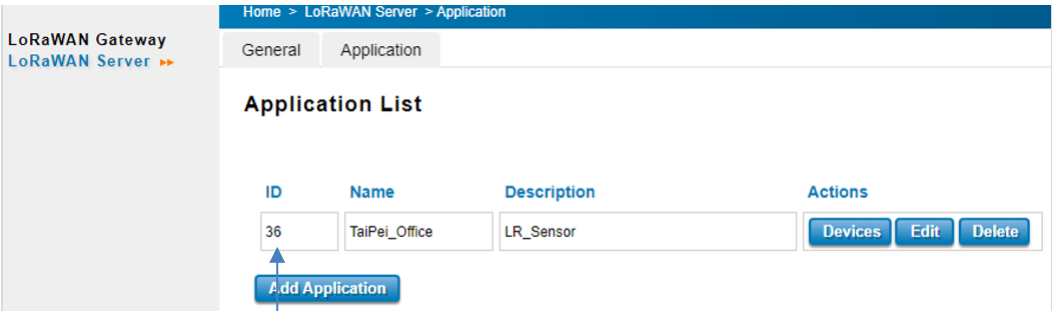 Home > LoRaWAN Server > Application
LoRaWAN Gateway
LoRaWAN Server
General Application
Application List
ID Name Description Actions
36 TaiPei_Office LR_Sensor Devices Edit Delete
Add Application